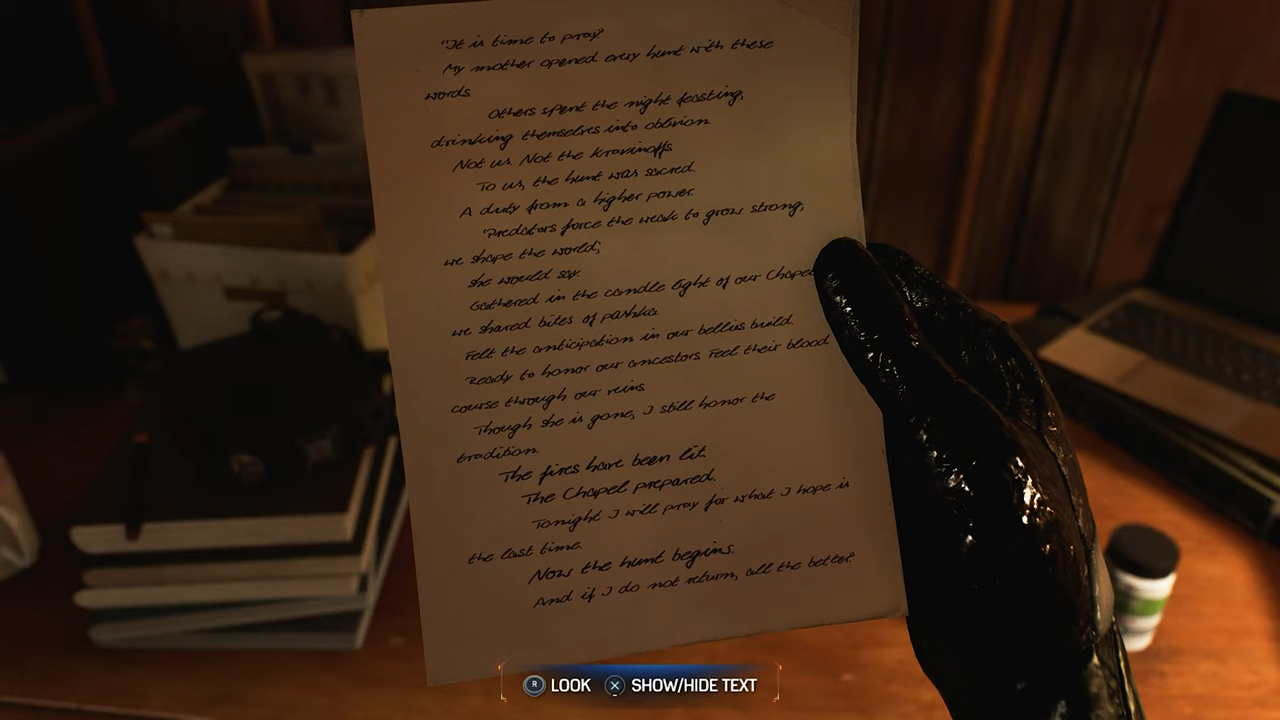 "It is time to pray."
My mother opened every hunt with these
words.
Others spent the night feasting,
drinking themselves into oblivion.
Not us. Not the Kravinoffs
To us, the hunt was sacred.
A duty from a higher power.
'Predators force the weak to grow strong,
we shape the world,'
she would say.
Gathered in the candle light of our Chapel
we shared bites of pashka.
Felt the anticipation in our bellies build.
Ready to honor our ancestors. Feel their blood
course through our veins
Though she is gone, I still honor the
tradition.
The fires have been lit.
The Chapel prepared.
Tonight I will pray for what I hope is
the last time.
Now the hunt begins.
And if I do not return, all the better."
R LOOK X SHOW/HIDE TEXT